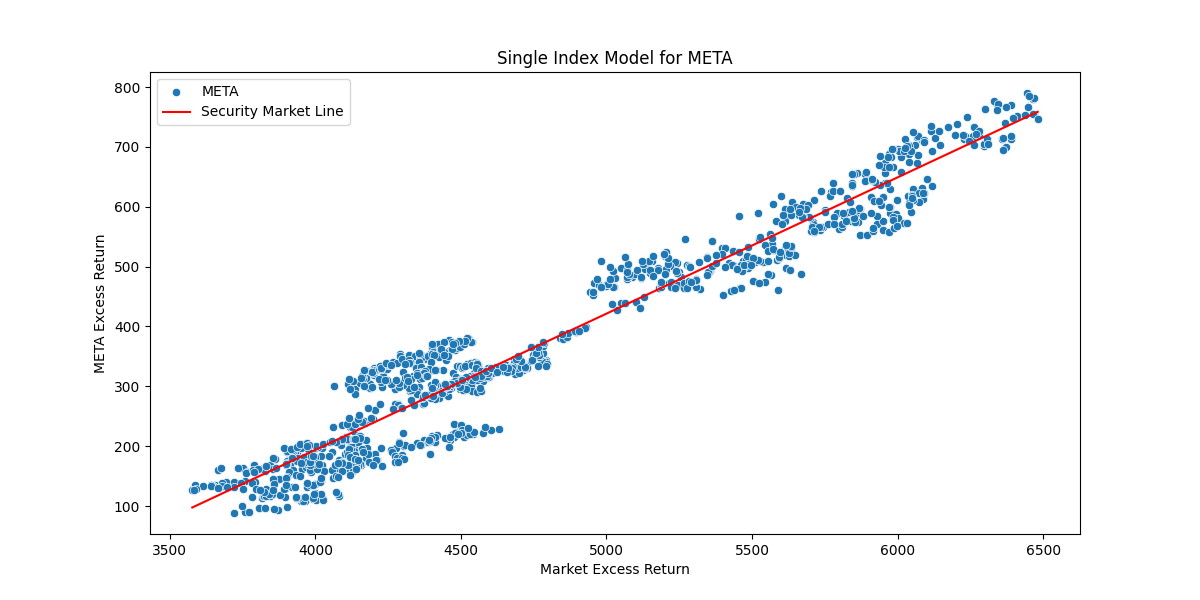 Single Index Model for META
META
Security Market Line
META Excess Return
800
700
600
500
400
300
200
100
3500 4000 4500 5000 5500 6000 6500
Market Excess Return